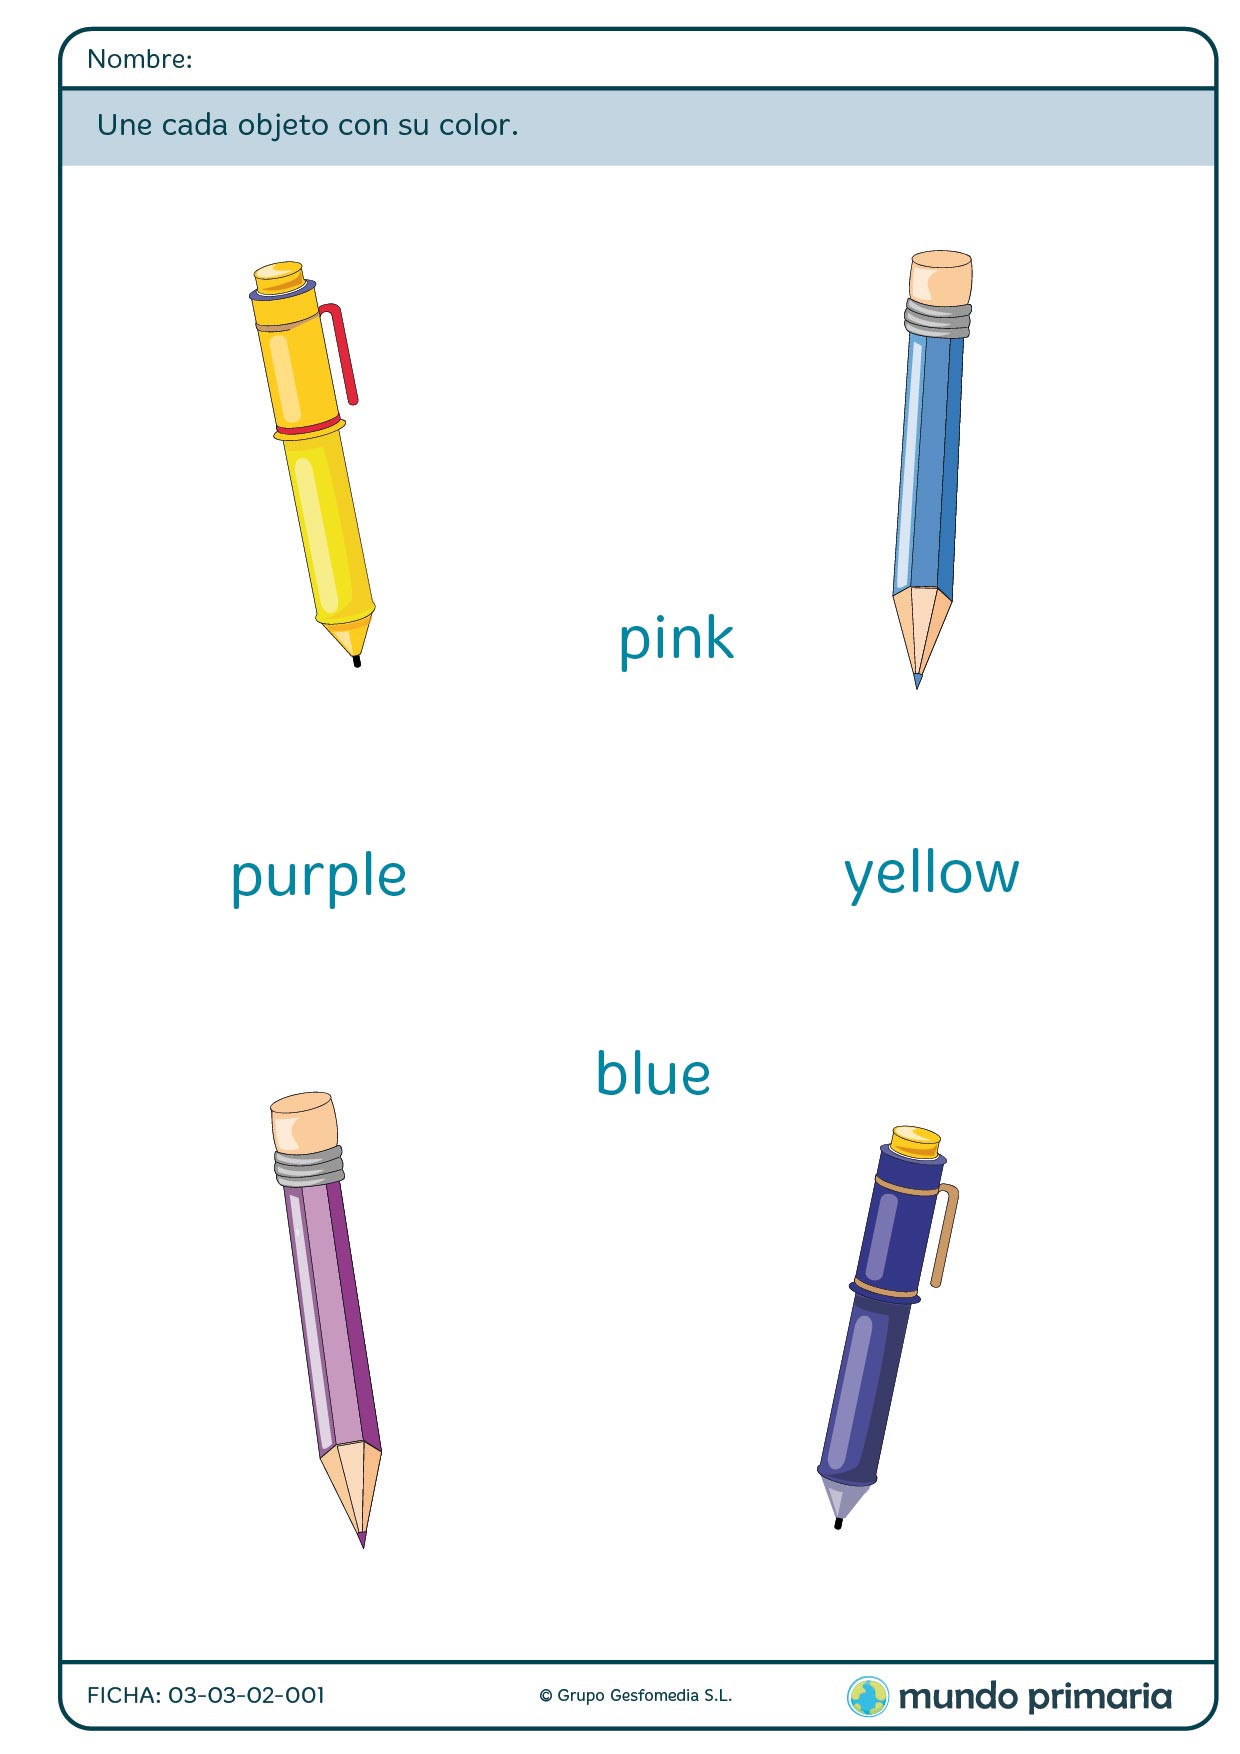 Nombre:
Une cada objeto con su color.
pink
purple
yellow
blue
FICHA: 03-03-02-001
© Grupo Gesfomedia S.L.
mundo primaria